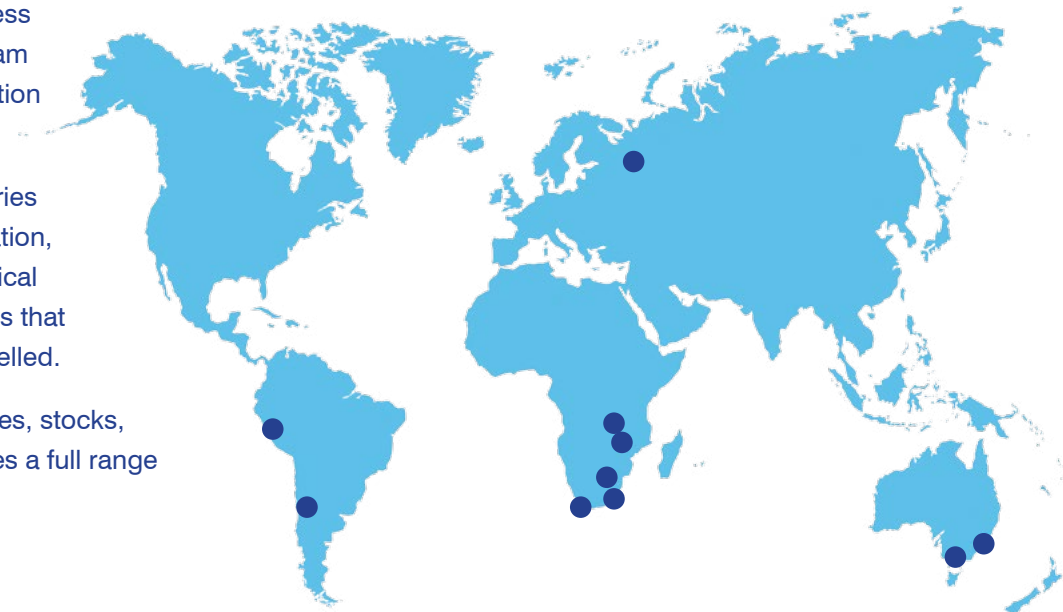 ess
am
tion
ries
ation,
ical
s that
elled.
es, stocks,
es a full range